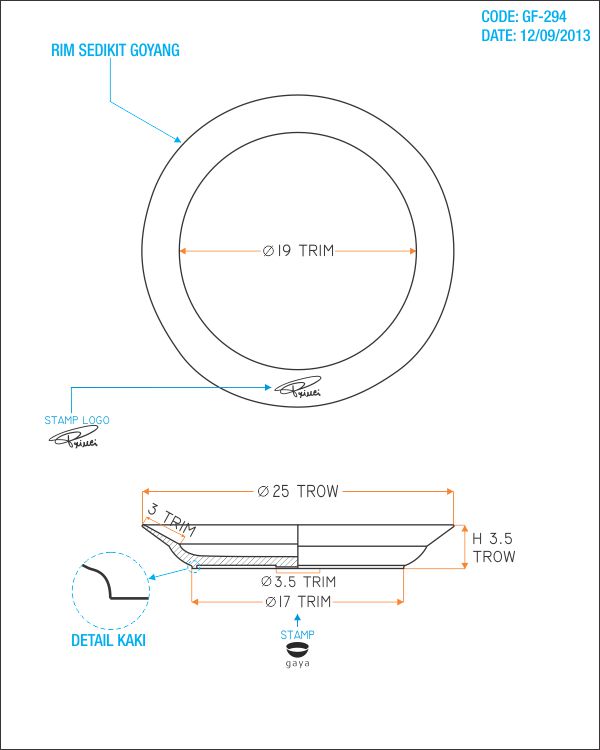 CODE: GF-294
DATE: 12/09/2013
RIM SEDIKIT GOYANG
Ø19 TRIM
STAMP LOGO
Ø25 TROW
3 TRIM
H 3.5
TROW
Ø3.5 TRIM
Ø17 TRIM
DETAIL KAKI
STAMP
gaya